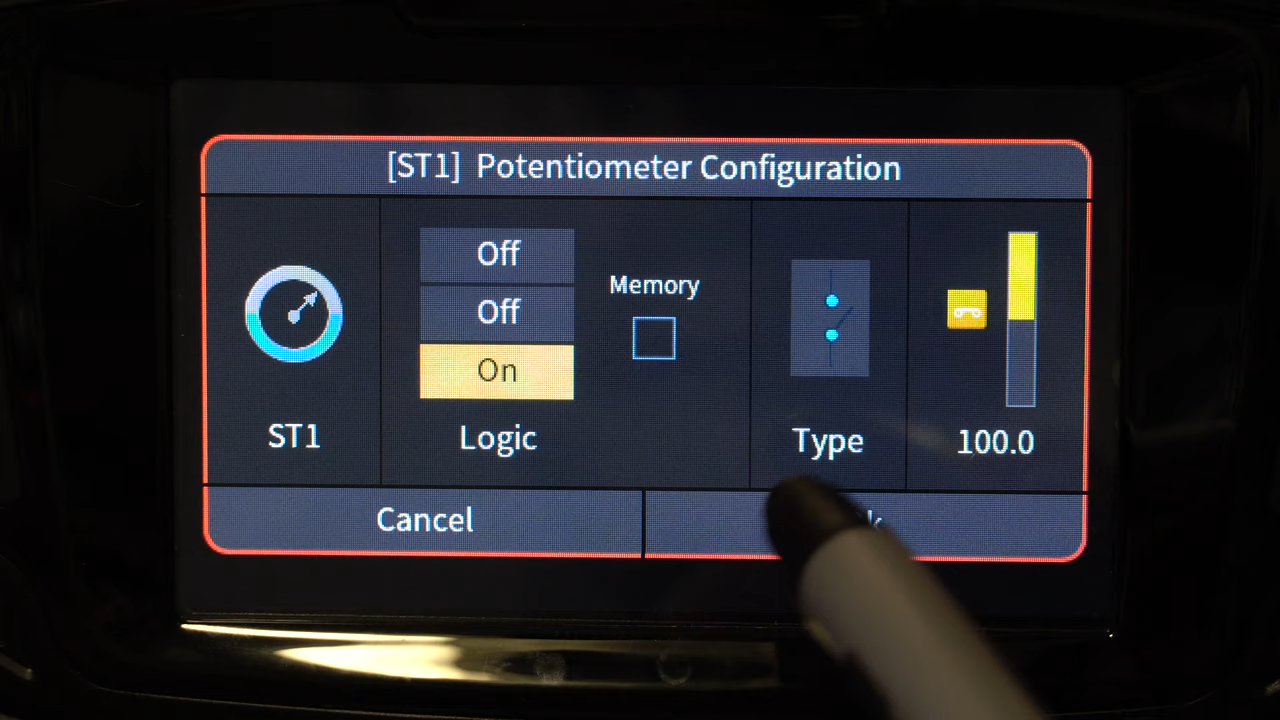 [ST1] Potentiometer Configuration
Off
Off
On
Memory
ST1
Logic
Type
100.0
Cancel